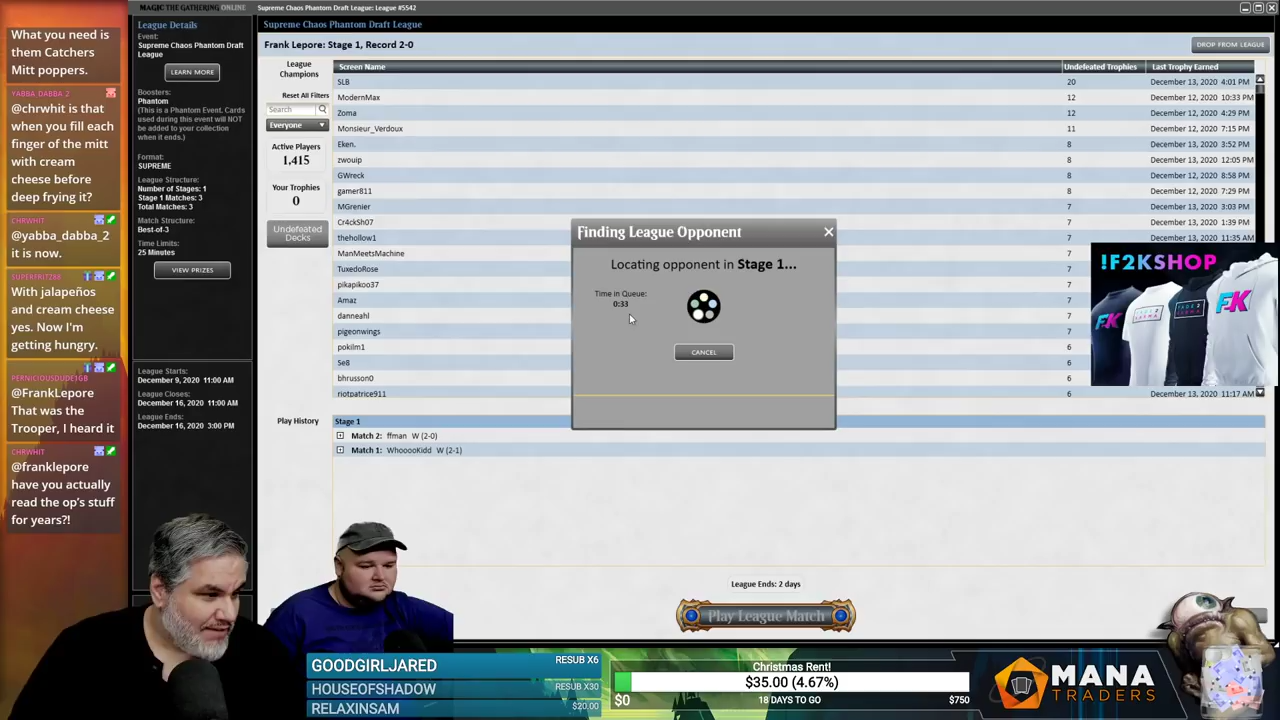 MAGIC THE GATHERING ONLINE
Supreme Chaos Phantom Draft League: League #5542
What you need is
them Catchers
Mitt poppers.
YABBA_DABBA_2
@chrwhit is that
when you fill each
finger of the mitt
with cream
cheese before
deep frying it?
CHRWHIT
@yabba_dabba_2
it is now.
SUPERFRITZ88
With jalapeños
and cream cheese
yes. Now I'm
getting hungry.
PERNICIOUSDUDE1GB
@FrankLepore
That was the
Trooper, I heard it
CHRWHIT
@franklepore
have you actually
read the op's stuff
for years?!
League Details
Event:
Supreme Chaos Phantom Draft
League
LEARN MORE
Boosters:
Phantom
(This is a Phantom Event, Cards
used during this event will NOT
be added to your collection
when it ends.)
Format:
SUPREME
League Structure:
Number of Stages: 1
Stage 1 Matches: 3
Total Matches: 3
Match Structure:
Best-of-3
Time Limits:
25 Minutes
VIEW PRIZES
League Starts:
December 9, 2020 11:00 AM
League Closes:
December 16, 2020 11:00 AM
League Ends:
December 16, 2020 3:00 PM
Supreme Chaos Phantom Draft League
Frank Lepore: Stage 1, Record 2-0
DROP FROM LEAGUE
League
Champions
Reset All Filters
Search
Everyone
Active Players
1,415
Your Trophies
0
Undefeated
Decks
Screen Name Undefeated Trophies Last Trophy Earned
SLB 20 December 13, 2020 4:01 PM
ModernMax 12 December 12, 2020 10:33 PM
Zoma 12 December 12, 2020 4:29 PM
Monsieur_Verdoux 11 December 12, 2020 7:15 PM
Eken. 8 December 13, 2020 3:52 PM
zwouip 8 December 13, 2020 12:05 PM
GWreck 8 December 12, 2020 8:58 PM
gamer811 8 December 12, 2020 7:29 PM
MGrenier 7 December 13, 2020 3:03 PM
Cr4ckSh07 7 December 13, 2020 1:39 PM
thehollow1 7 December 13, 2020 11:35 AM
ManMeetsMachine 7
TuxedoRose 7
pikapikoo37 7
Amaz 7
danneahl 7
pigeonwings 7
pokilm1 6
Se8 6
bhrusson0 6
riotpatrice911 6 December 13, 2020 11:17 AM
Finding League Opponent
Locating opponent in Stage 1...
Time in Queue:
0:33
CANCEL
!F2KSHOP
FK
FK
Play History
Stage 1
Match 2: ffman W (2-0)
Match 1: WhooooKidd W (2-1)
League Ends: 2 days
Play League Match
GOODGIRLJARED RESUB X6
HOUSEOFSHADOW RESUB X30
RELAXINSAM $20.00
Christmas Rent!
$35.00 (4.67%)
$0 18 DAYS TO GO $750
MANA
TRADERS